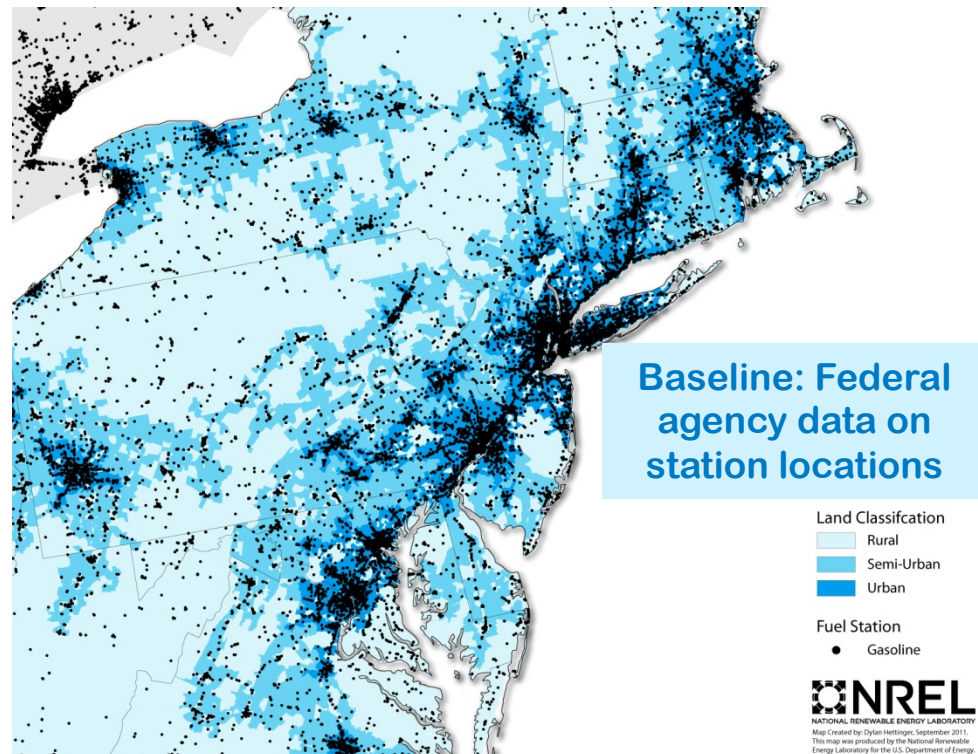 Baseline: Federal
agency data on
station locations
Land Classifcation
Rural
Semi-Urban
Urban
Fuel Station
Gasoline
NREL
NATIONAL RENEWABLE ENERGY LABORATORY
Map Created by: Dylan Hettinger, September 2011.
This map was produced by the National Renewable
Energy Laboratory for the U.S. Department of Energy